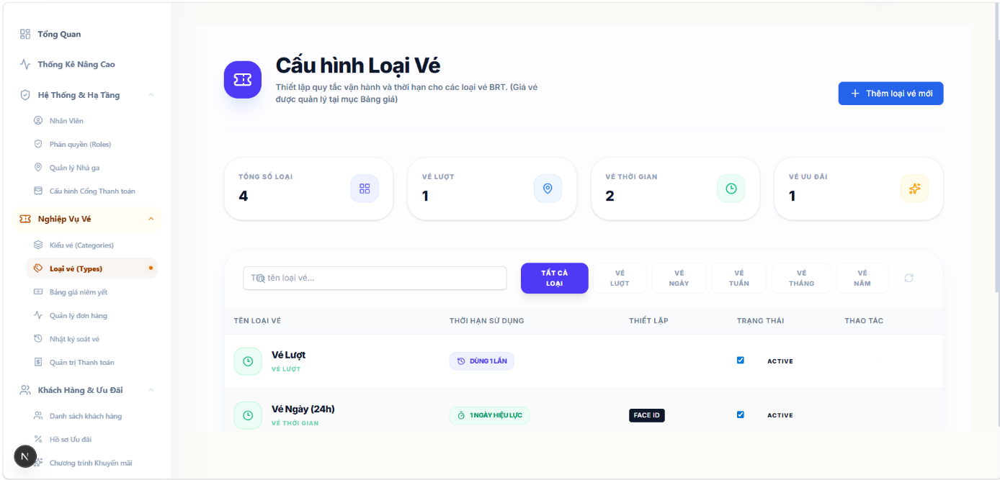 Tổng Quan
Thống Kê Nâng Cao
Hệ Thống & Hạ Tầng
Nhân Viên
Phân quyền (Roles)
Quản lý Nhà ga
Cấu hình Cổng Thanh toán
Nghiệp Vụ Vé
Kiểu vé (Categories)
Loại vé (Types)
Bảng giá niêm yết
Quản lý đơn hàng
Nhật ký soát vé
Quản trị Thanh toán
Khách Hàng & Ưu Đãi
Danh sách khách hàng
Hồ sơ Ưu đãi
Chương trình Khuyến mãi
N
Cấu hình Loại Vé
Thiết lập quy tắc vận hành và thời hạn cho các loại vé BRT. (Giá vé
được quản lý tại mục Bảng giá)
Thêm loại vé mới
TỔNG SỐ LOẠI
4
VÉ LƯỢT
1
VÉ THỜI GIAN
2
VÉ ƯU ĐÃI
1
Tìm tên loại vé...
TẤT CẢ
LOẠI
VÉ
LƯỢT
VÉ
NGÀY
VÉ
TUẦN
VÉ
THÁNG
VÉ
NĂM
TÊN LOẠI VÉ
THỜI HẠN SỬ DỤNG
THIẾT LẬP
TRẠNG THÁI
THAO TÁC
Vé Lượt
VÉ LƯỢT
DÙNG 1 LẦN
ACTIVE
Vé Ngày (24h)
VÉ THỜI GIAN
1 NGÀY HIỆU LỰC
FACE ID
ACTIVE